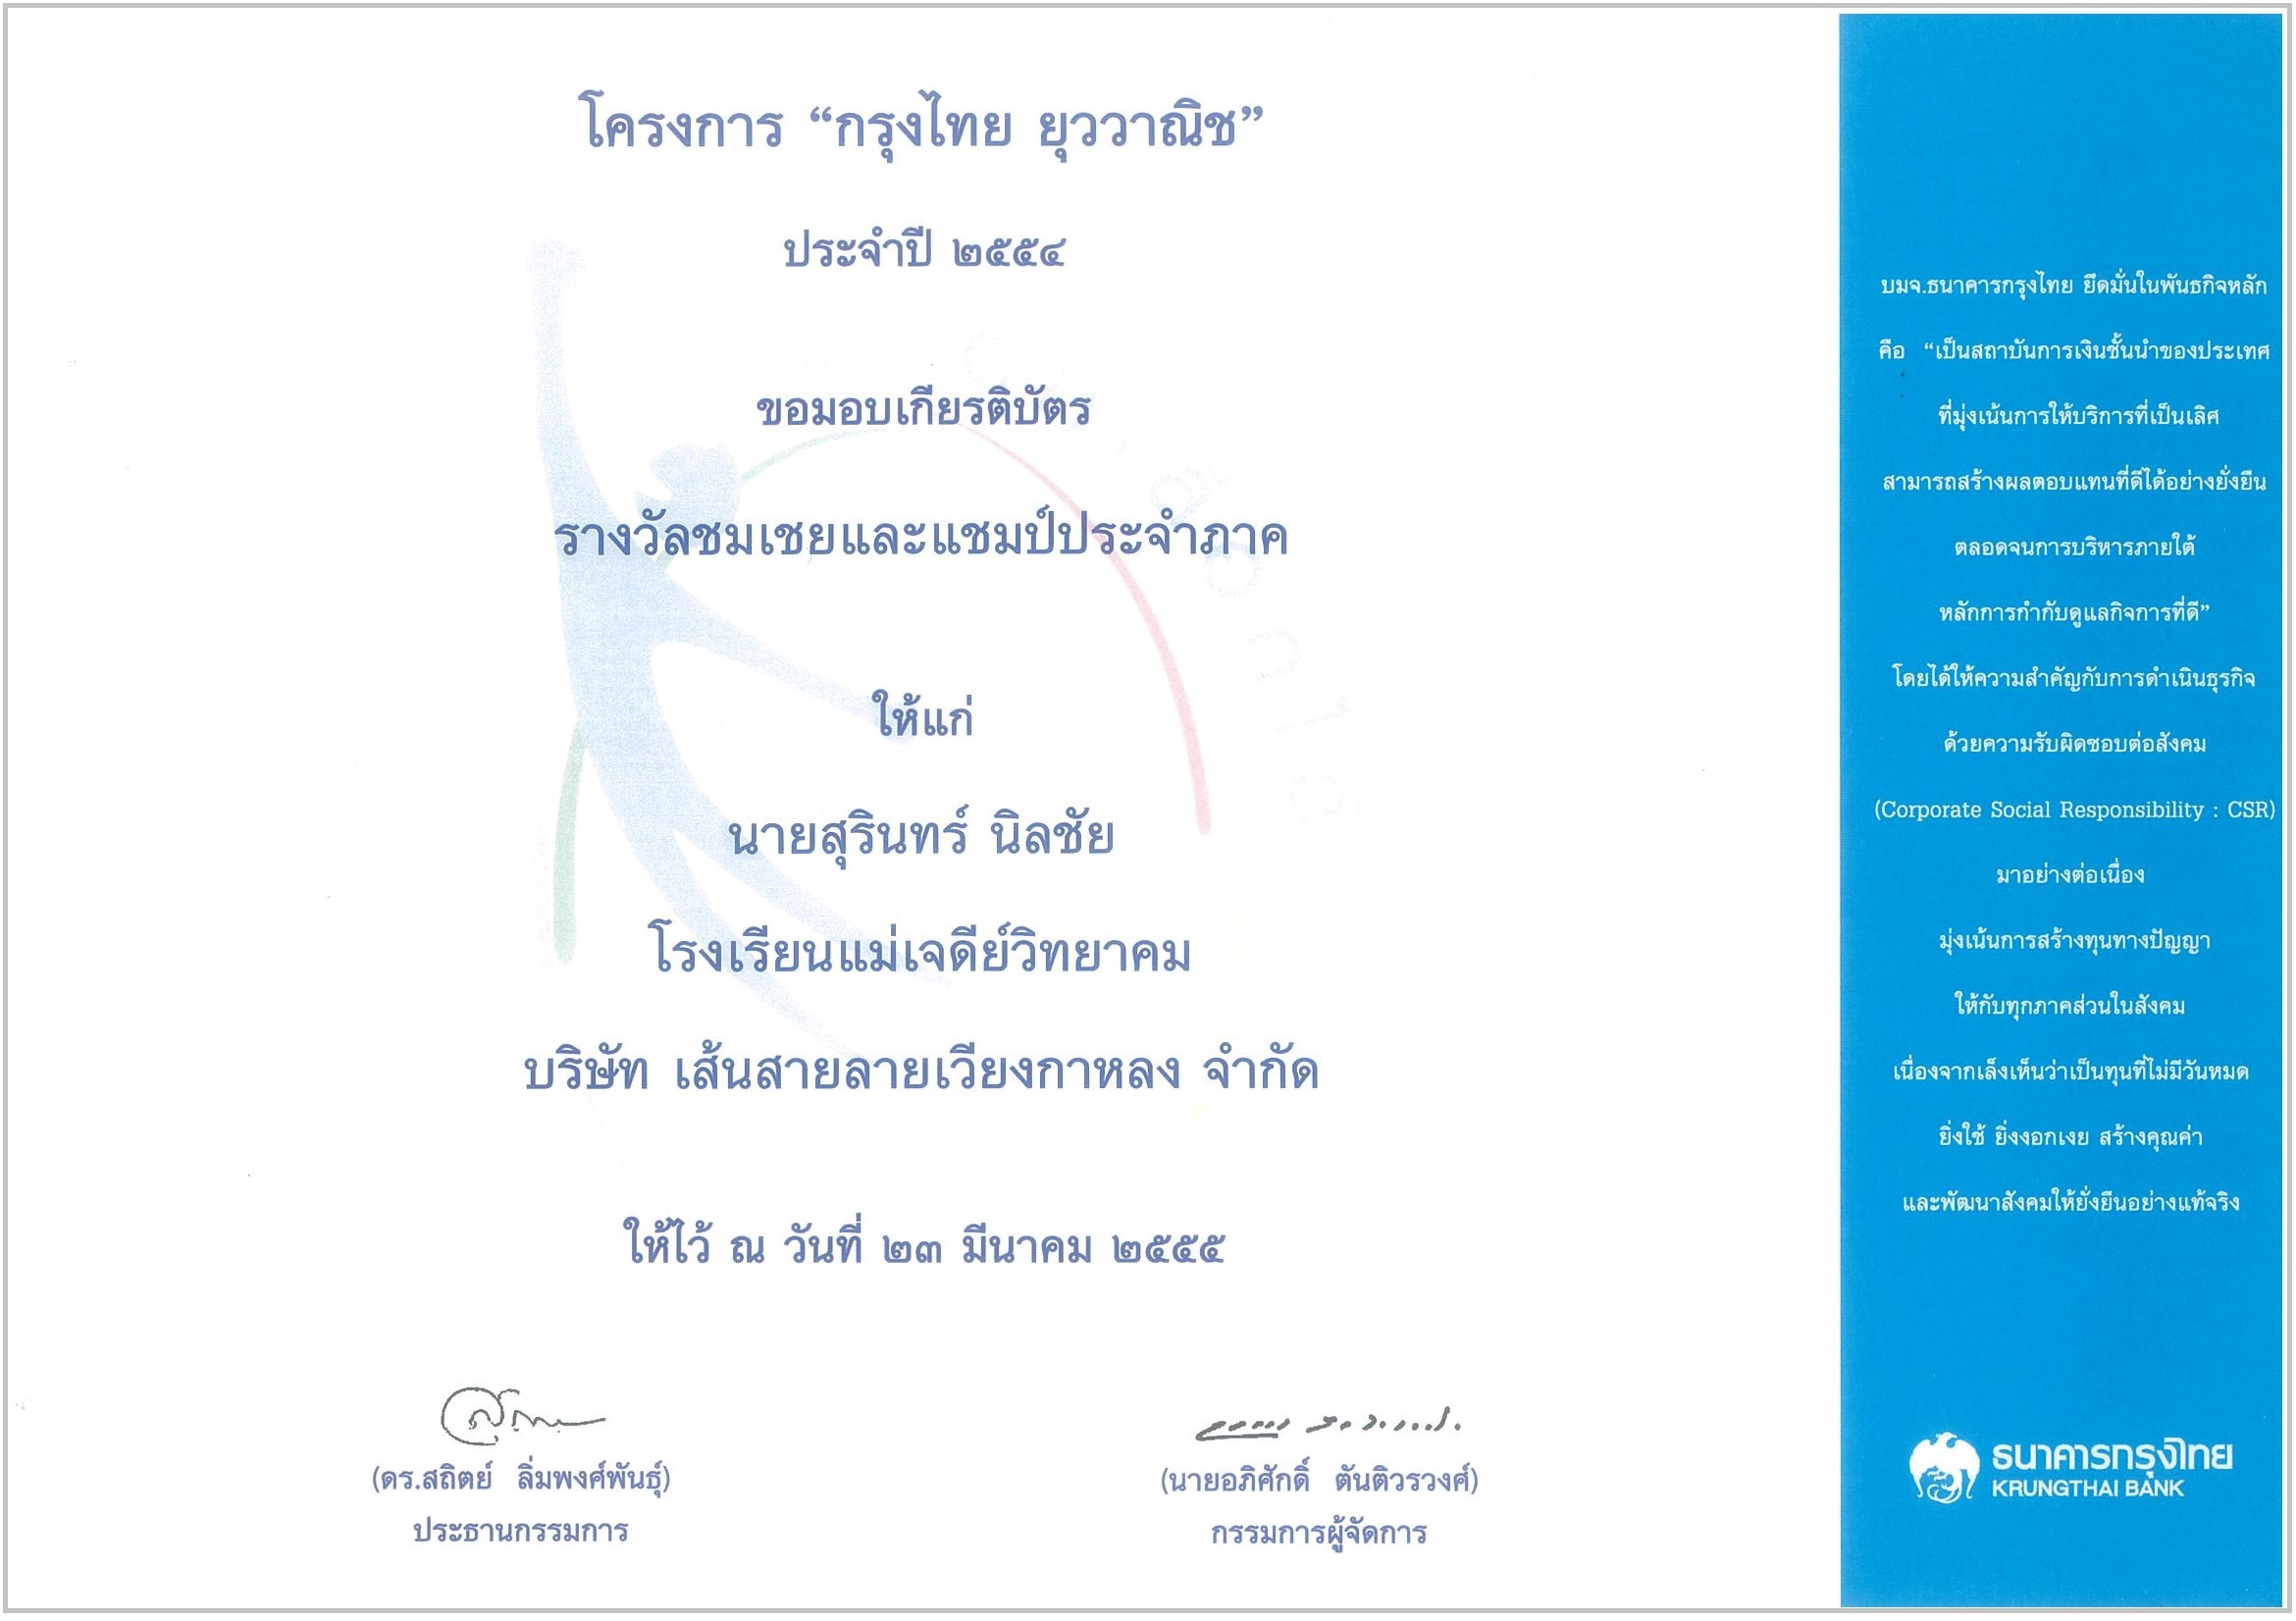 โครงการ “กรุงไทย ยุววาณิช”
ประจำปี ๒๕๕๔
ขอมอบเกียรติบัตร
รางวัลชมเชยและแชมป์ประจำภาค
ให้แก่
นายสุรินทร์ นิลชัย
โรงเรียนแม่เจดีย์วิทยาคม
บริษัท เส้นสายลายเวียงกาหลง จำกัด
ให้ไว้ ณ วันที่ ๒๓ มีนาคม ๒๕๕๕
(ดร.สถิตย์ ลิ่มพงศ์พันธุ์)
ประธานกรรมการ
(นายอภิศักดิ์ ตันติวรวงศ์)
กรรมการผู้จัดการ
บมจ.ธนาคารกรุงไทย ยึดมั่นในพันธกิจหลัก
คือ “เป็นสถาบันการเงินชั้นนำของประเทศ
ที่มุ่งเน้นการให้บริการที่เป็นเลิศ
สามารถสร้างผลตอบแทนที่ดีได้อย่างยั่งยืน
ตลอดจนการบริหารภายใต้
หลักการกำกับดูแลกิจการที่ดี”
โดยได้ให้ความสำคัญกับการดำเนินธุรกิจ
ด้วยความรับผิดชอบต่อสังคม
(Corporate Social Responsibility : CSR)
มาอย่างต่อเนื่อง
มุ่งเน้นการสร้างทุนทางปัญญา
ให้กับทุกภาคส่วนในสังคม
เนื่องจากเล็งเห็นว่าเป็นทุนที่ไม่มีวันหมด
ยิ่งใช้ ยิ่งงอกเงย สร้างคุณค่า
และพัฒนาสังคมให้ยั่งยืนอย่างแท้จริง
ธนาคารกรุงไทย
KRUNGTHAI BANK